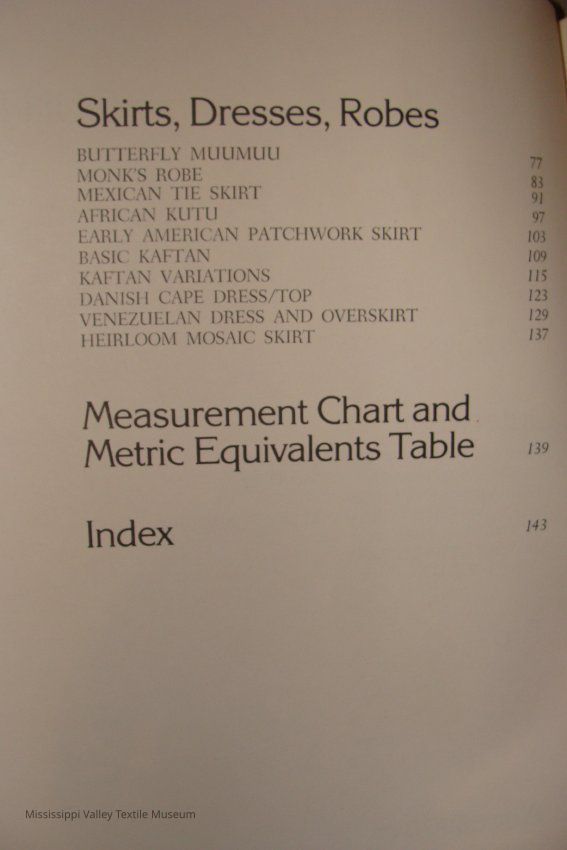 Skirts, Dresses, Robes
BUTTERFLY MUUMUU 77
MONK'S ROBE 83
MEXICAN TIE SKIRT 91
AFRICAN KUTU 97
EARLY AMERICAN PATCHWORK SKIRT 103
BASIC KAFTAN 109
KAFTAN VARIATIONS 115
DANISH CAPE DRESS/TOP 123
VENEZUELAN DRESS AND OVERSKIRT 129
HEIRLOOM MOSAIC SKIRT 137
Measurement Chart and
Metric Equivalents Table 139
Index 143
Mississippi Valley Textile Museum